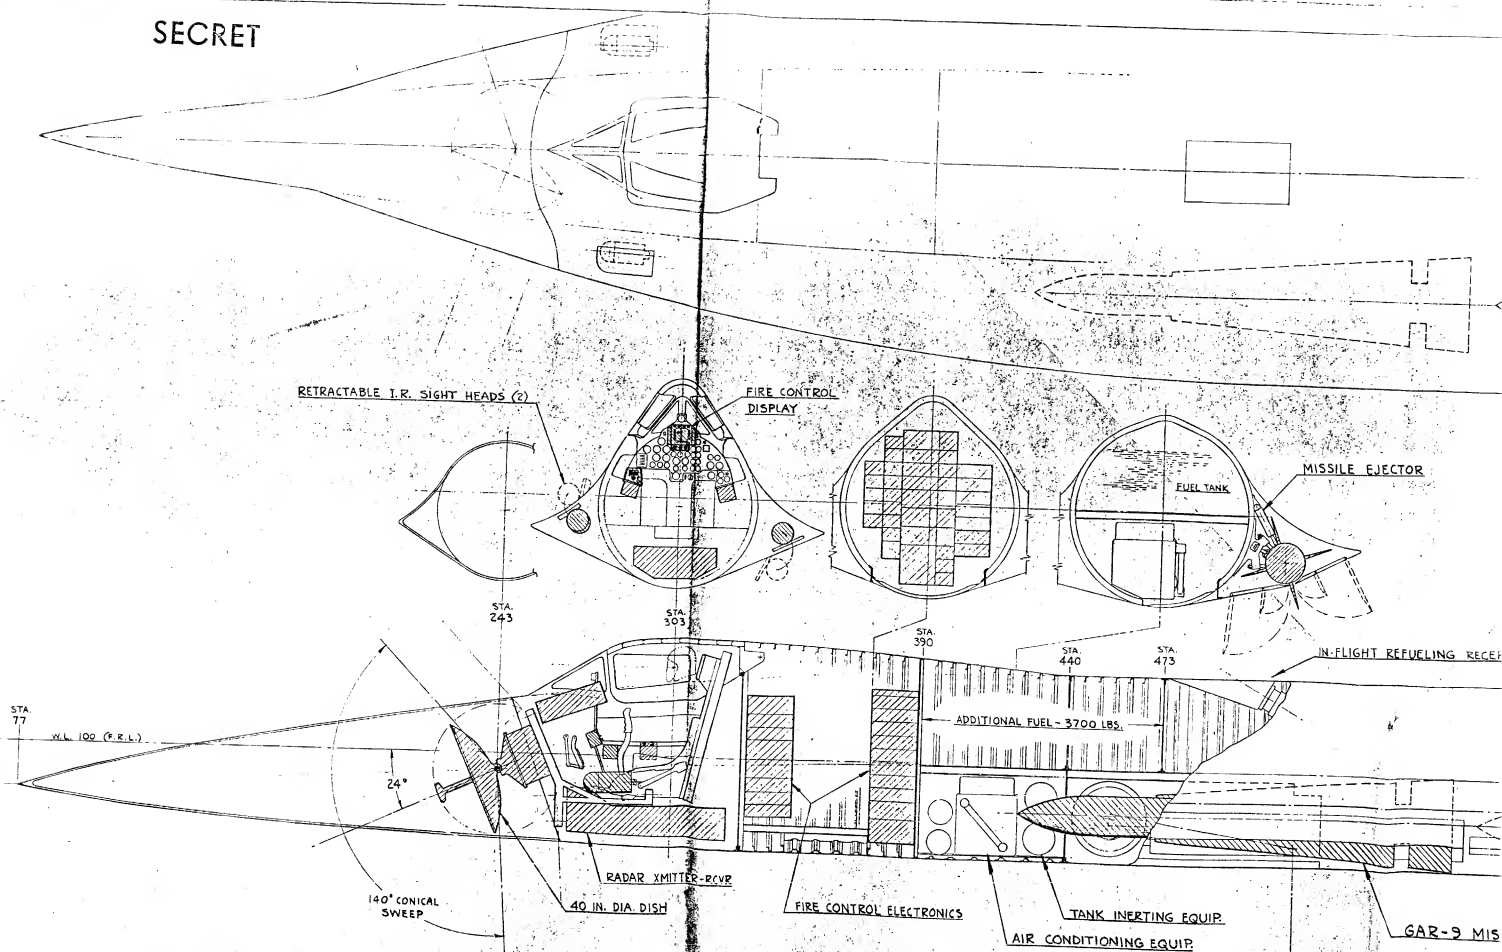 SECRET
RETRACTABLE I.R. SIGHT HEADS (2)
FIRE CONTROL
DISPLAY
MISSILE EJECTOR
FUEL TANK
STA.
243
STA.
303
STA.
390
STA.
440
STA.
473
IN-FLIGHT REFUELING RECEP
STA.
77
W.L. 100 (F.R.L.)
ADDITIONAL FUEL - 3700 LBS.
24°
RADAR XMITTER-RCVR
140° CONICAL
SWEEP
40 IN. DIA. DISH
FIRE CONTROL ELECTRONICS
TANK INERTING EQUIP.
AIR CONDITIONING EQUIP.
GAR-9 MIS